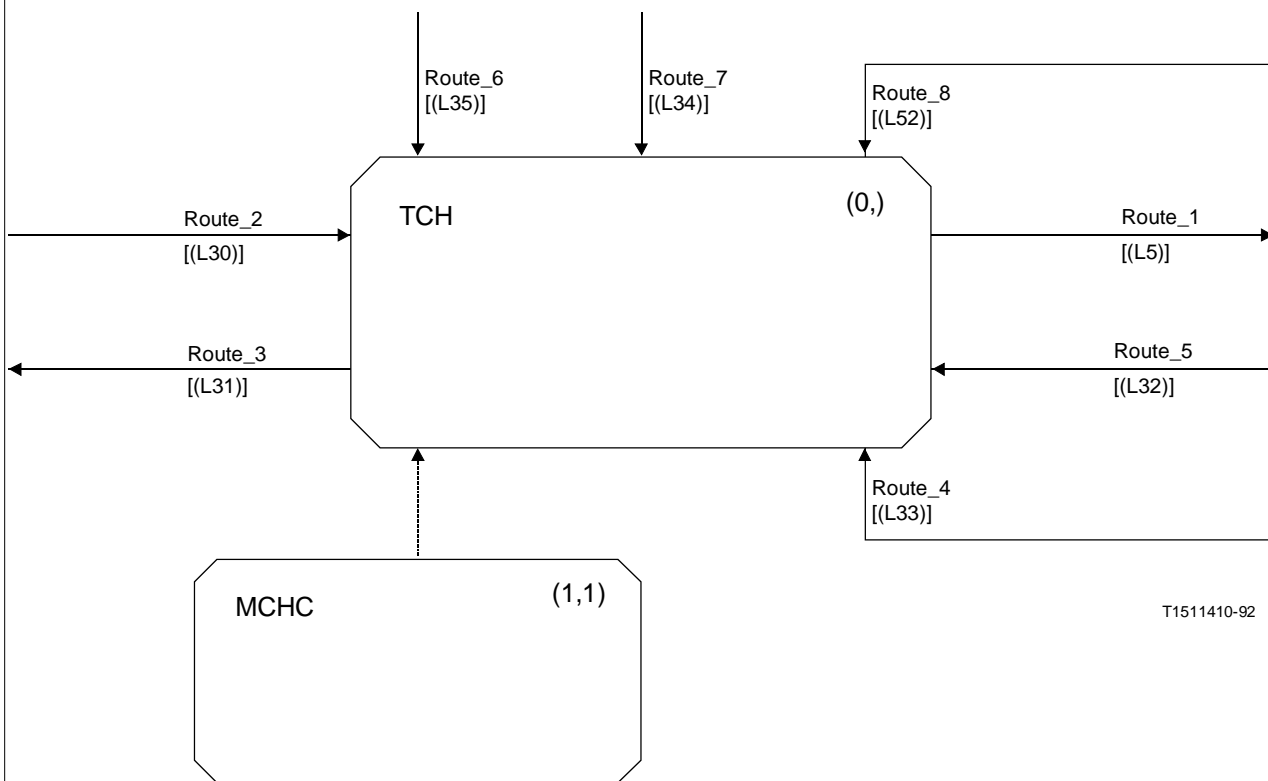 Route_6
[(L35)]
Route_7
[(L34)]
Route_8
[(L52)]
TCH
(0,)
Route_2
[(L30)]
Route_1
[(L5)]
Route_3
[(L31)]
Route_5
[(L32)]
Route_4
[(L33)]
MCHC
(1,1)
T1511410-92